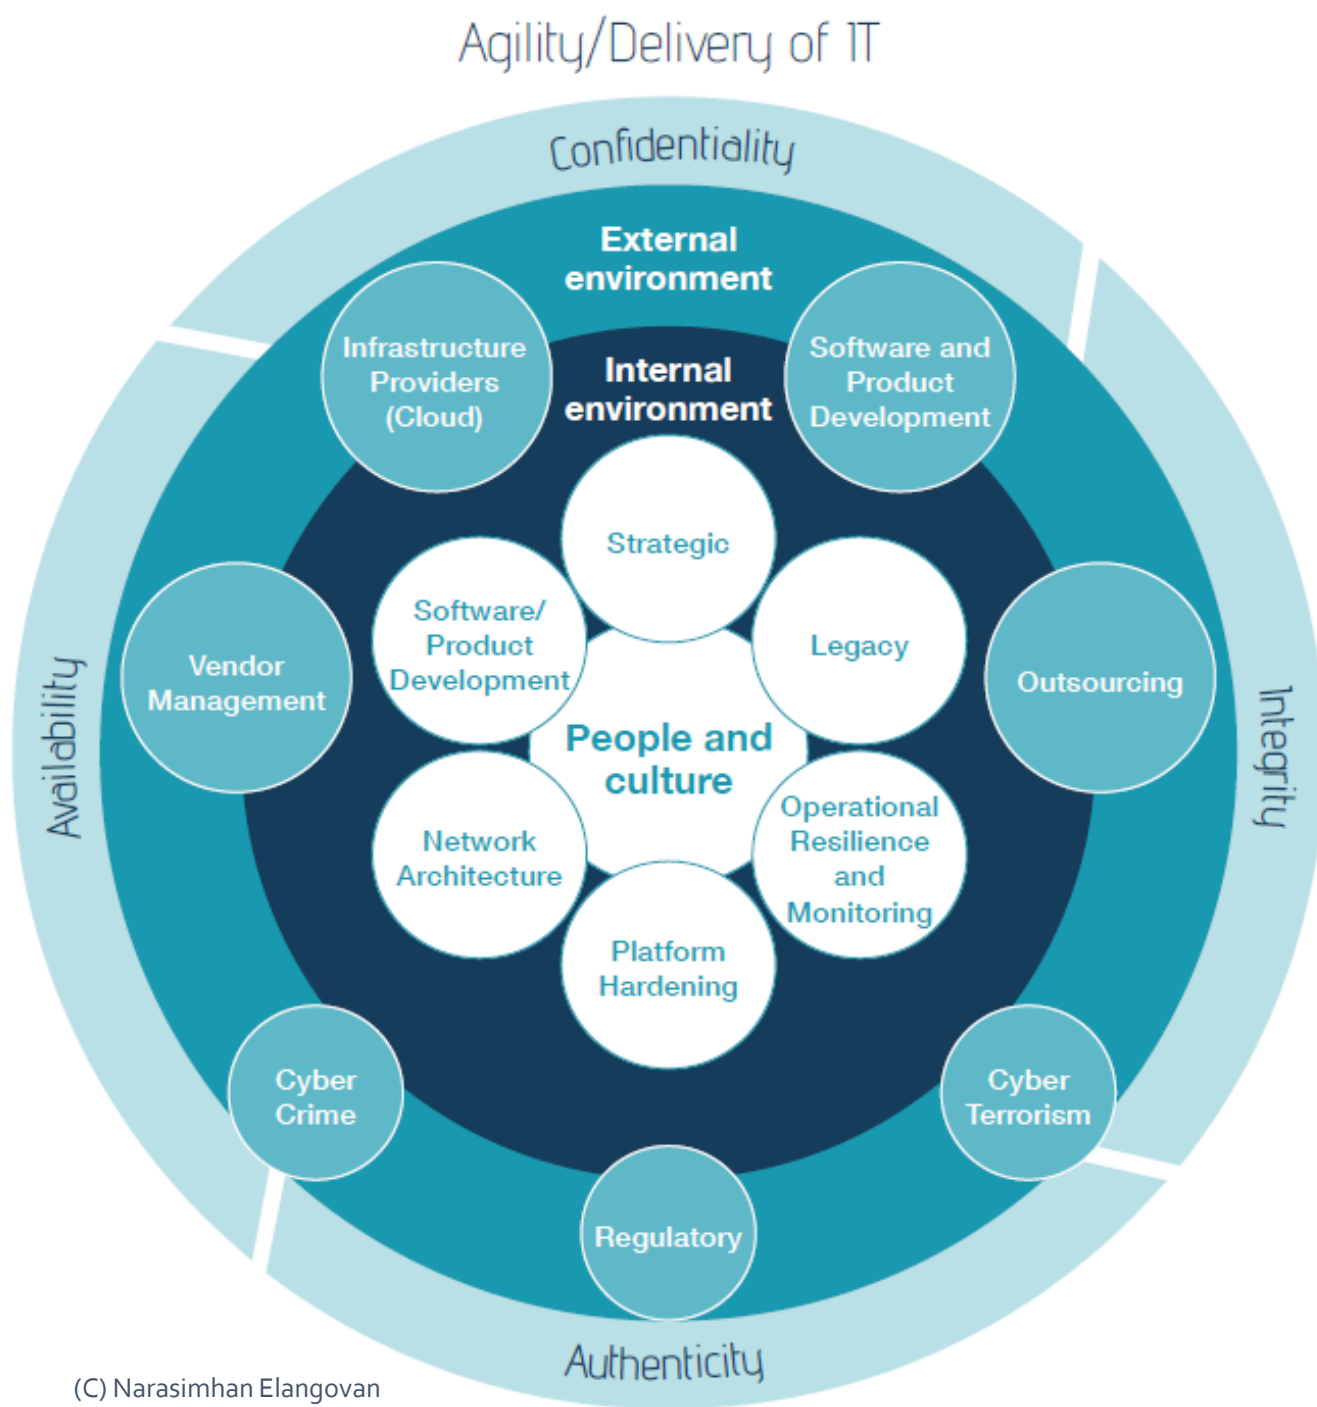 Agility/Delivery of IT
Confidentiality
External
environment
Infrastructure
Providers
(Cloud)
Software and
Product
Development
Internal
environment
Strategic
Software/
Product
Development
Legacy
Vendor
Management
Outsourcing
Availability
Integrity
People and
culture
Network
Architecture
Operational
Resilience
and
Monitoring
Platform
Hardening
Cyber
Crime
Cyber
Terrorism
Regulatory
Authenticity
(C) Narasimhan Elangovan